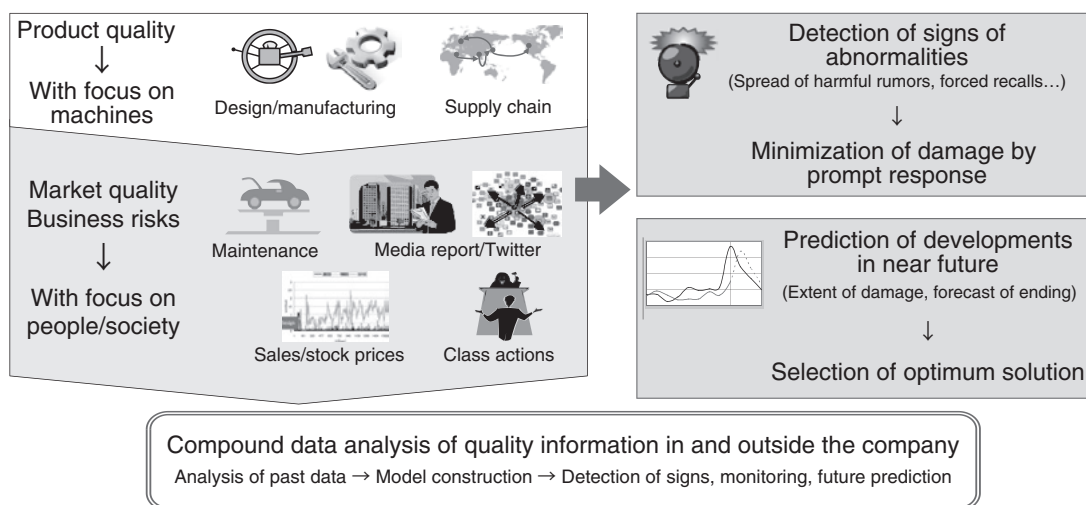 Product quality
↓
With focus on
machines
Design/manufacturing
Supply chain
Market quality
Business risks
↓
With focus on
people/society
Maintenance
Media report/Twitter
Sales/stock prices
Class actions
Detection of signs of
abnormalities
(Spread of harmful rumors, forced recalls…)
↓
Minimization of damage by
prompt response
Prediction of developments
in near future
(Extent of damage, forecast of ending)
↓
Selection of optimum solution
Compound data analysis of quality information in and outside the company
Analysis of past data → Model construction → Detection of signs, monitoring, future prediction